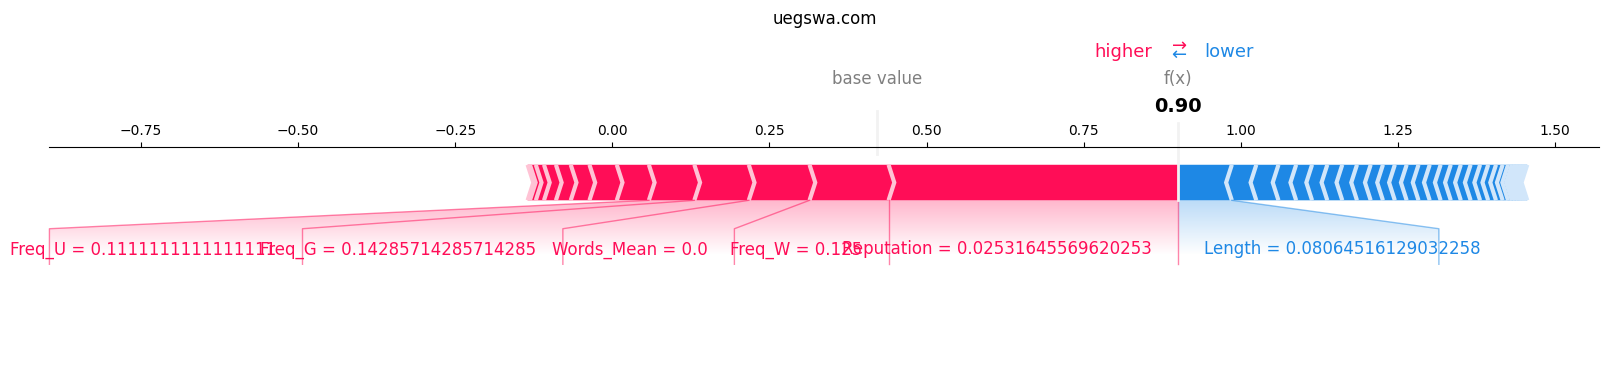 uegswa.com
higher ⇄ lower
base value f(x)
0.90
−0.75 −0.50 −0.25 0.00 0.25 0.50 0.75 1.00 1.25 1.50
Freq_U = 0.1111111111111111 Freq_G = 0.14285714285714285 Words_Mean = 0.0 Freq_W = 0.125 Reputation = 0.02531645569620253 Length = 0.08064516129032258